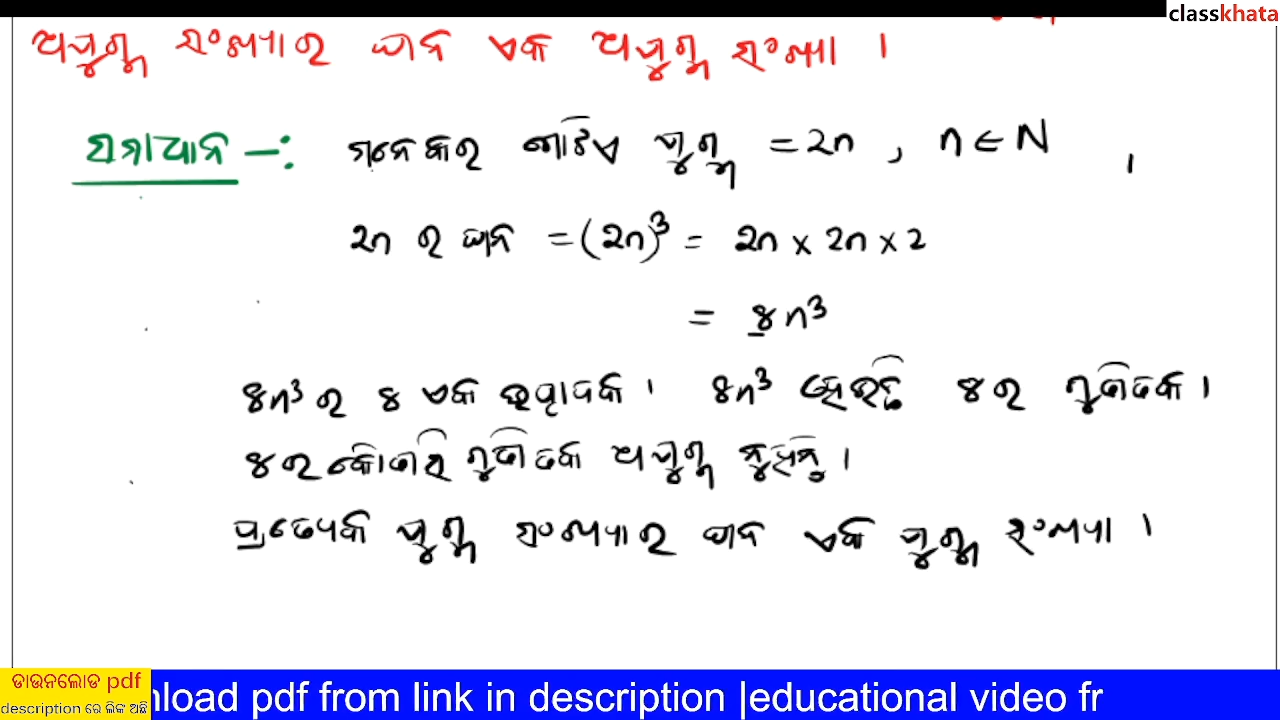 classkhata
ଅଯୁଗ୍ମ ସଂଖ୍ୟାର ଘନ ଏକ ଅଯୁଗ୍ମ ସଂଖ୍ୟା ।
ସମାଧାନ –: ମନେକର ଗୋଟିଏ ଯୁଗ୍ମ = 2n , n ∈ N ,
2n ର ଘନ = (2n)³ = 2n × 2n × 2
= 8n³
8n³ ର 8 ଏକ ଉତ୍ପାଦକ । 8n³ ହେଉଛି 8 ର ଗୁଣିତକ ।
8 ର କୌଣସି ଗୁଣିତକ ଅଯୁଗ୍ମ ନୁହନ୍ତି ।
ପ୍ରତ୍ୟେକ ଯୁଗ୍ମ ସଂଖ୍ୟାର ଘନ ଏକ ଯୁଗ୍ମ ସଂଖ୍ୟା ।
ଡାଉନଲୋଡ pdf
description ରେ ଲିଙ୍କ ଅଛି
nload pdf from link in description |educational video fr